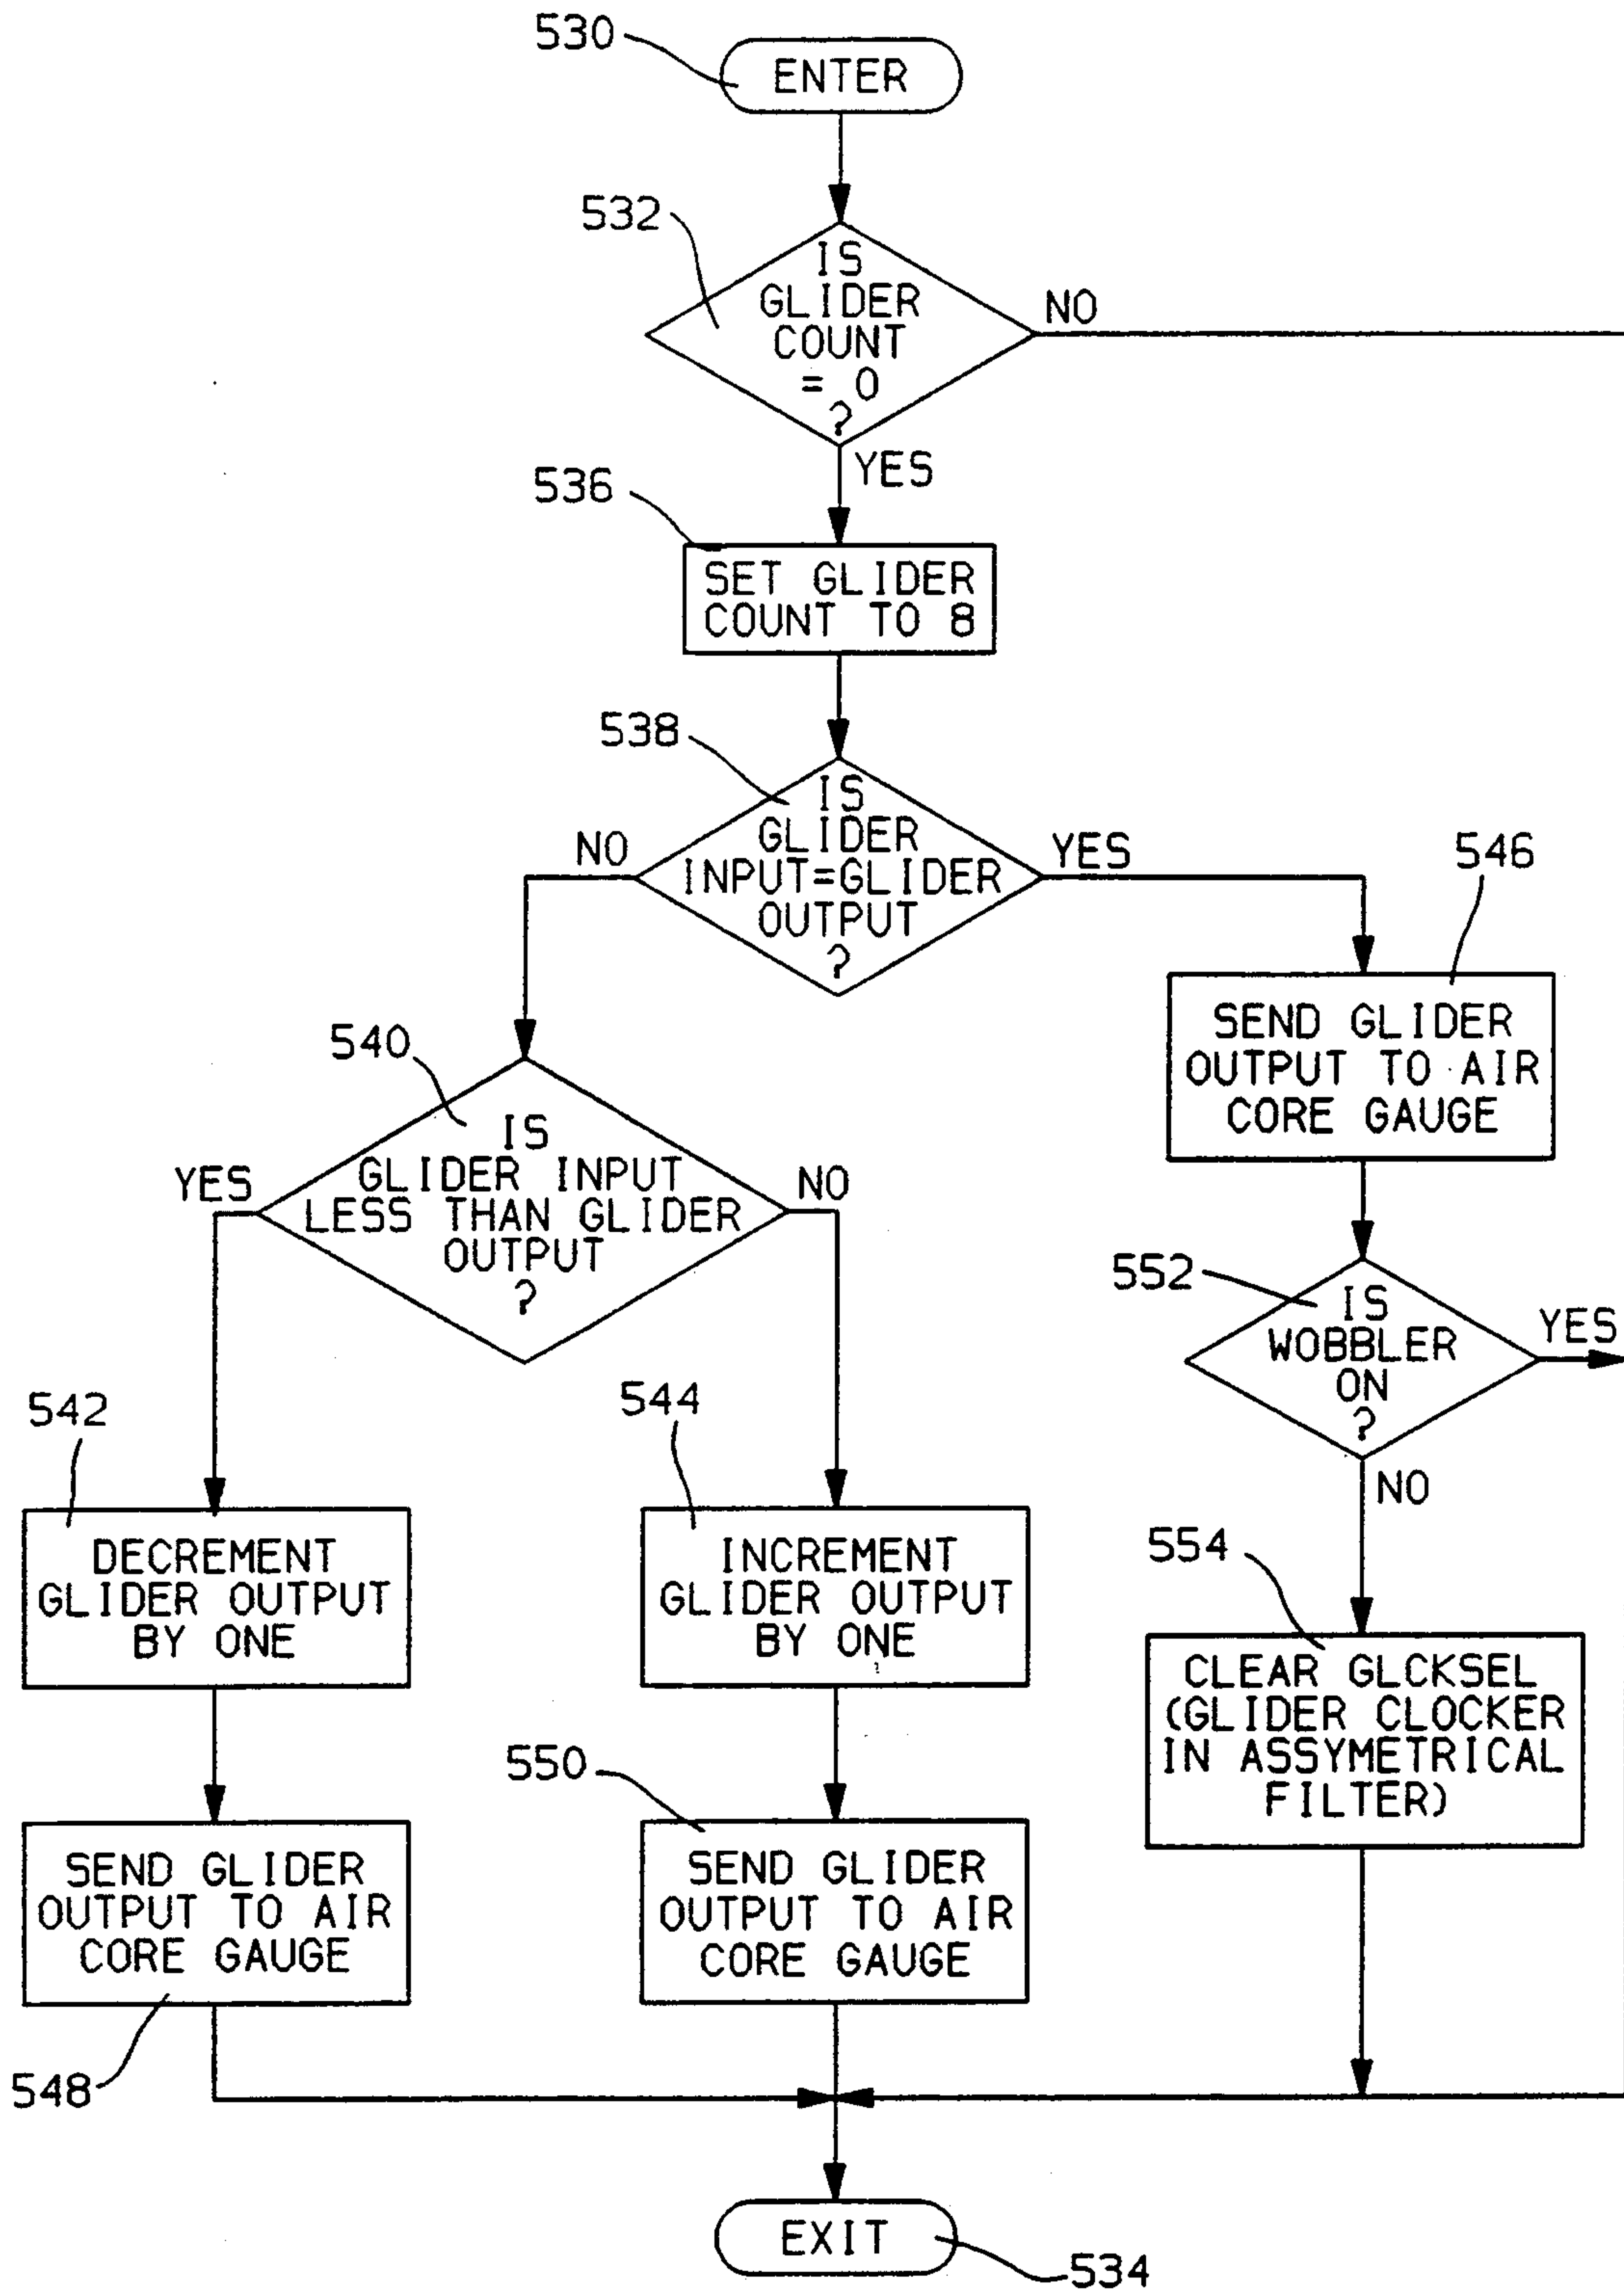 530
ENTER
532
IS
GLIDER
COUNT
= 0
?
NO
YES
536
SET GLIDER
COUNT TO 8
538
IS
GLIDER
INPUT=GLIDER
OUTPUT
?
NO
YES
546
SEND GLIDER
OUTPUT TO AIR
CORE GAUGE
540
IS
GLIDER INPUT
LESS THAN GLIDER
OUTPUT
?
YES
NO
552
IS
WOBBLER
ON
?
YES
NO
542
DECREMENT
GLIDER OUTPUT
BY ONE
544
INCREMENT
GLIDER OUTPUT
BY ONE
554
CLEAR GLCKSEL
(GLIDER CLOCKER
IN ASSYMETRICAL
FILTER)
548
SEND GLIDER
OUTPUT TO AIR
CORE GAUGE
550
SEND GLIDER
OUTPUT TO AIR
CORE GAUGE
EXIT
534